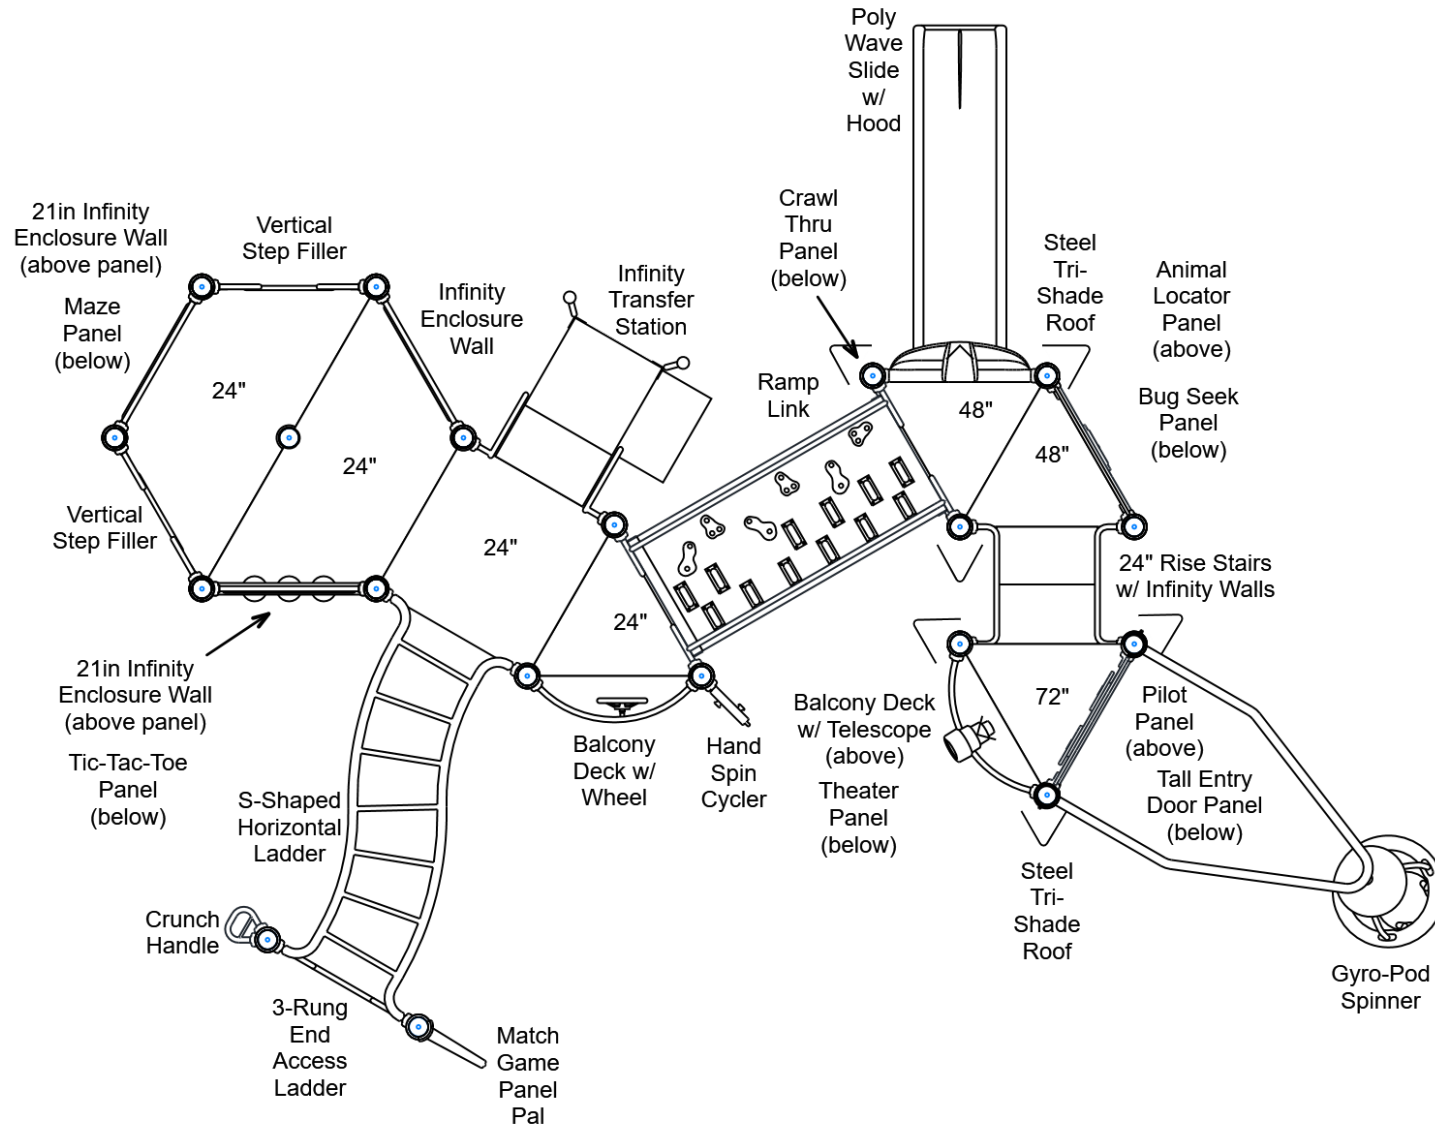 Poly
Wave
Slide
w/
Hood
Crawl
Thru
Panel
(below)
21in Infinity
Enclosure Wall
(above panel)
Maze
Panel
(below)
Vertical
Step Filler
Infinity
Enclosure
Wall
Infinity
Transfer
Station
Steel
Tri-
Shade
Roof
Animal
Locator
Panel
(above)
Bug Seek
Panel
(below)
Ramp
Link
24"
24"
24"
24"
48"
48"
Vertical
Step Filler
24" Rise Stairs
w/ Infinity Walls
21in Infinity
Enclosure Wall
(above panel)
Tic-Tac-Toe
Panel
(below)
S-Shaped
Horizontal
Ladder
Balcony
Deck w/
Wheel
Hand
Spin
Cycler
Balcony Deck
w/ Telescope
(above)
Theater
Panel
(below)
72"
Pilot
Panel
(above)
Tall Entry
Door Panel
(below)
Steel
Tri-
Shade
Roof
Crunch
Handle
3-Rung
End
Access
Ladder
Match
Game
Panel
Pal
Gyro-Pod
Spinner